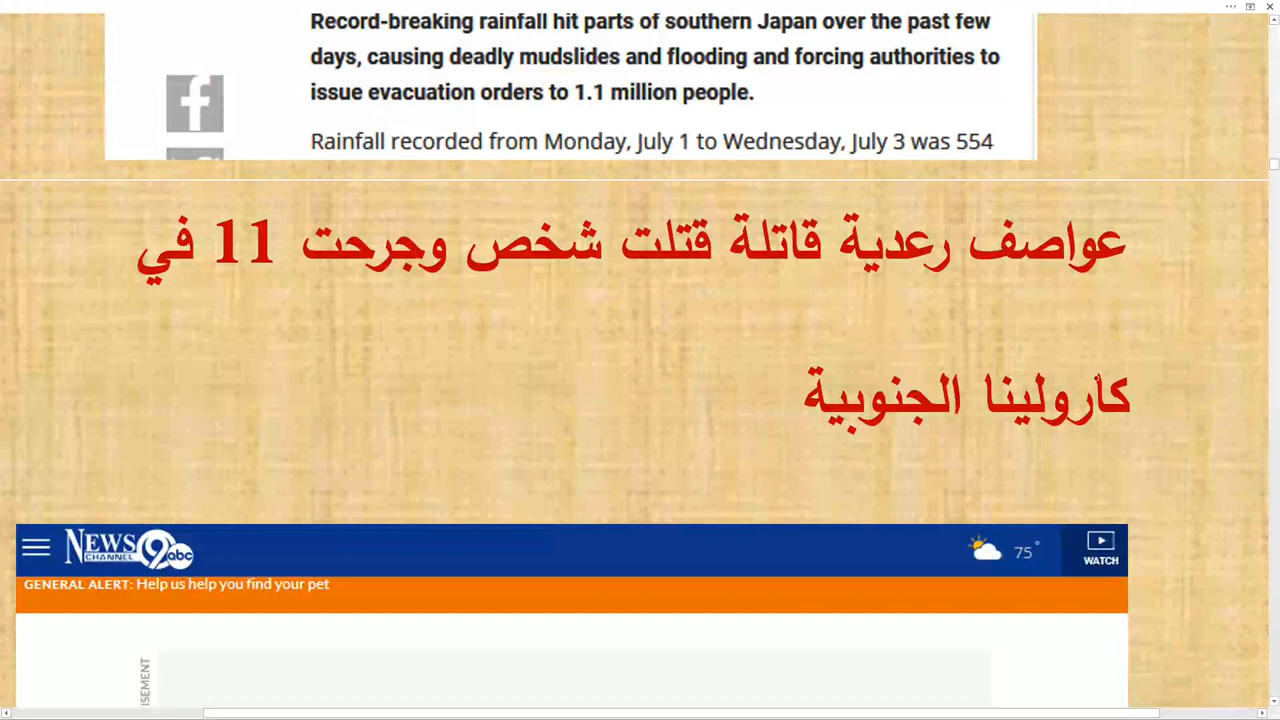 Record-breaking rainfall hit parts of southern Japan over the past few
days, causing deadly mudslides and flooding and forcing authorities to
issue evacuation orders to 1.1 million people.
Rainfall recorded from Monday, July 1 to Wednesday, July 3 was 554
عواصف رعدية قاتلة قتلت شخص وجرحت 11 في
كارولينا الجنوبية
NEWS CHANNEL 9 abc
75°
WATCH
GENERAL ALERT: Help us help you find your pet
ISEMENT